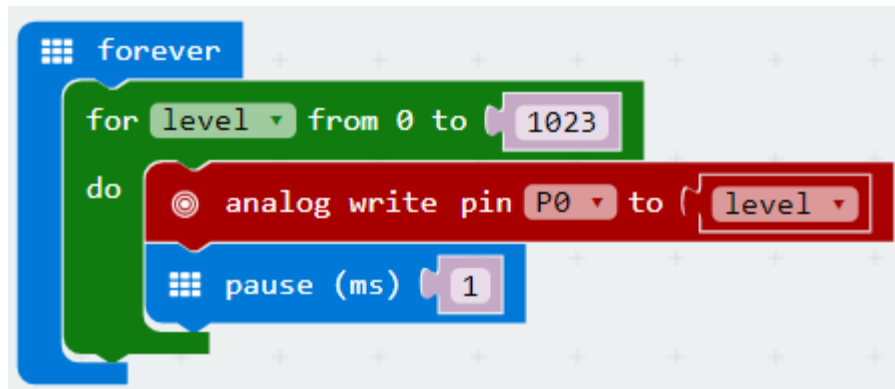 forever
for level from 0 to 1023
do
analog write pin P0 to level
pause (ms) 1